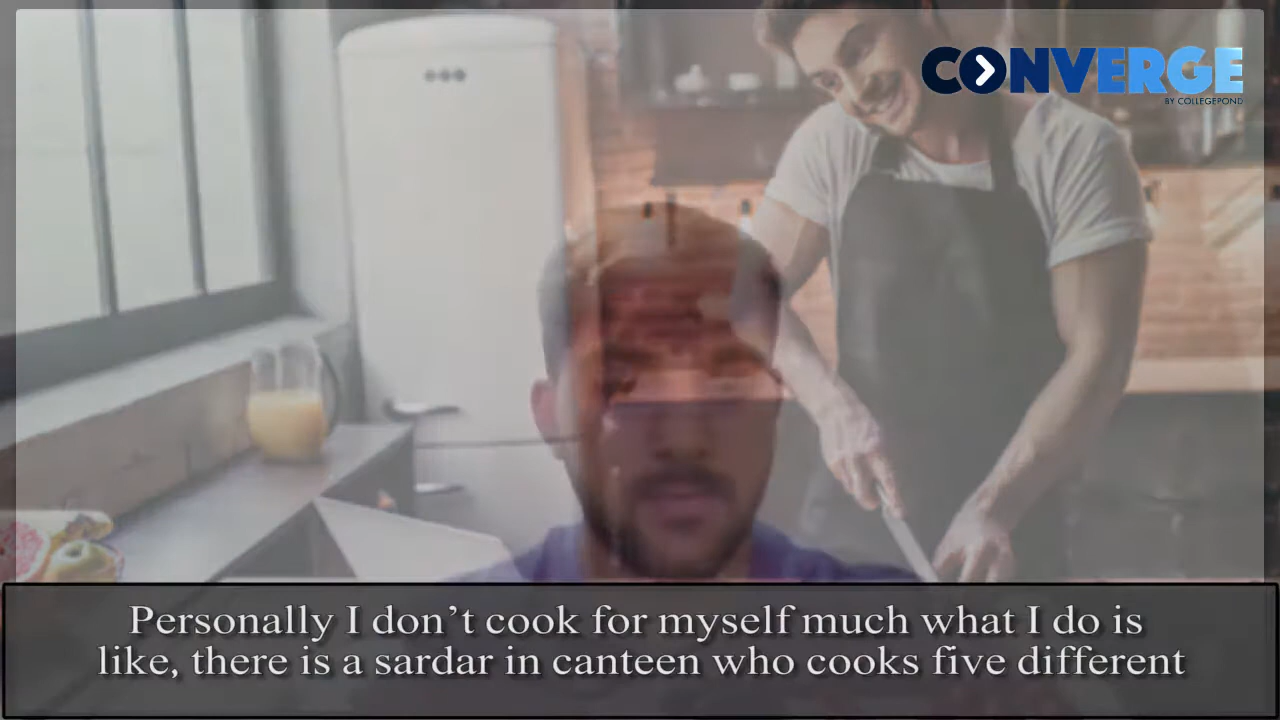 CONVERGE
BY COLLEGEPOND
Personally I don't cook for myself much what I do is
like, there is a sardar in canteen who cooks five different